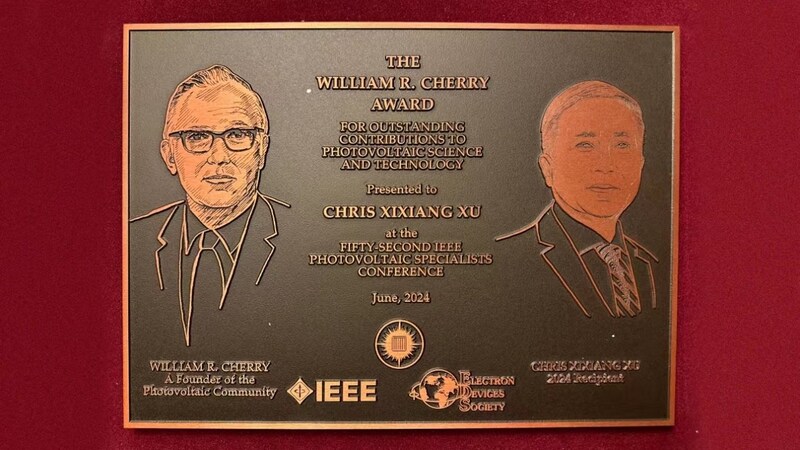 THE
WILLIAM R. CHERRY
AWARD
FOR OUTSTANDING
CONTRIBUTIONS TO
PHOTOVOLTAIC SCIENCE
AND TECHNOLOGY
Presented to
CHRIS XIXIANG XU
at the
FIFTY-SECOND IEEE
PHOTOVOLTAIC SPECIALISTS
CONFERENCE
June, 2024
WILLIAM R. CHERRY
A Founder of the
Photovoltaic Community
IEEE
ELECTRON
DEVICES
SOCIETY
CHRIS XIXIANG XU
2024 Recipient